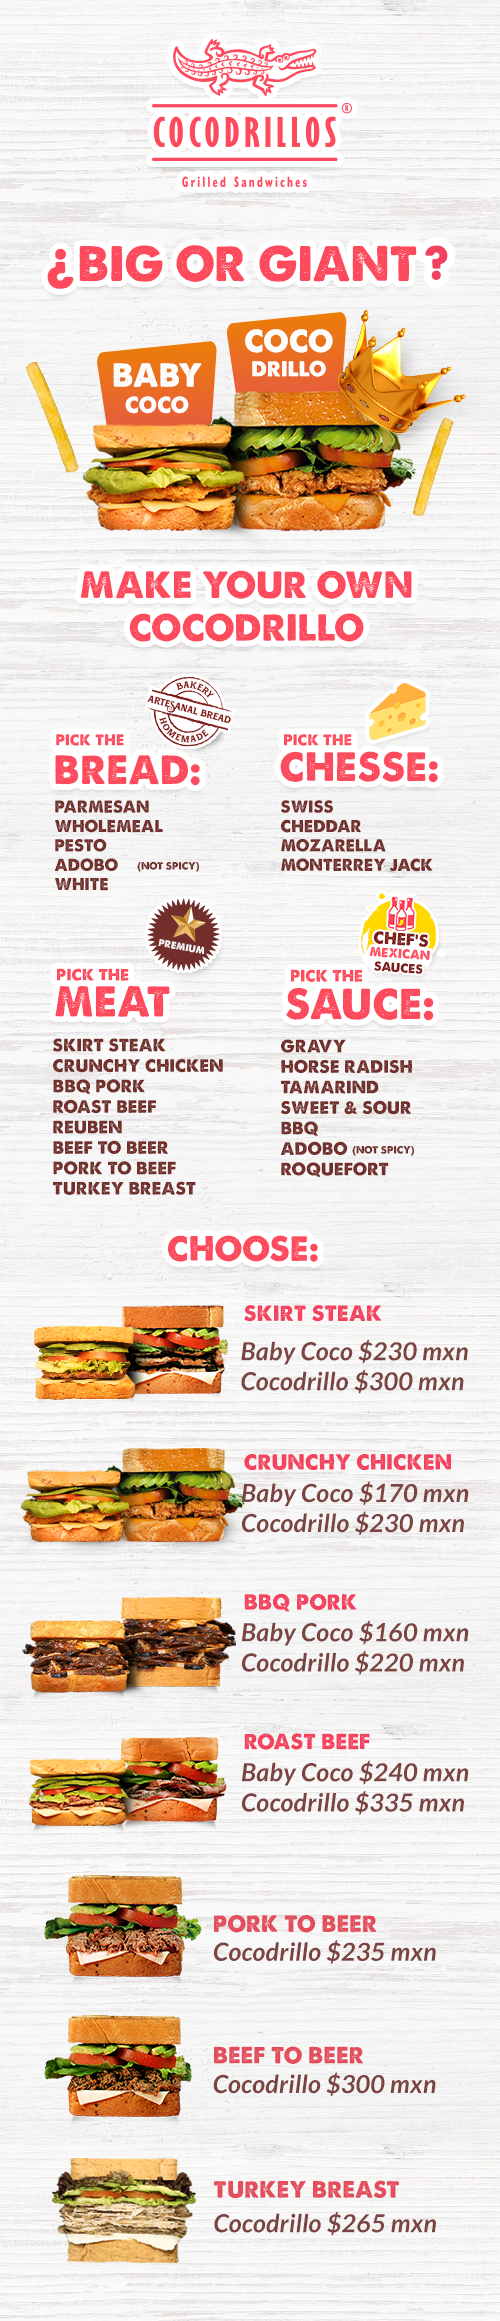 COCODRILLOS®
Grilled Sandwiches
¿BIG OR GIANT?
BABY
COCO
COCO
DRILLO
MAKE YOUR OWN
COCODRILLO
BAKERY
ARTESANAL BREAD
HOMEMADE
PICK THE
BREAD:
PARMESAN
WHOLEMEAL
PESTO
ADOBO (NOT SPICY)
WHITE
PICK THE
CHESSE:
SWISS
CHEDDAR
MOZARELLA
MONTERREY JACK
PREMIUM
PICK THE
MEAT
SKIRT STEAK
CRUNCHY CHICKEN
BBQ PORK
ROAST BEEF
REUBEN
BEEF TO BEER
PORK TO BEEF
TURKEY BREAST
CHEF'S
MEXICAN
SAUCES
PICK THE
SAUCE:
GRAVY
HORSE RADISH
TAMARIND
SWEET & SOUR
BBQ
ADOBO (NOT SPICY)
ROQUEFORT
CHOOSE:
SKIRT STEAK
Baby Coco $230 mxn
Cocodrillo $300 mxn
CRUNCHY CHICKEN
Baby Coco $170 mxn
Cocodrillo $230 mxn
BBQ PORK
Baby Coco $160 mxn
Cocodrillo $220 mxn
ROAST BEEF
Baby Coco $240 mxn
Cocodrillo $335 mxn
PORK TO BEER
Cocodrillo $235 mxn
BEEF TO BEER
Cocodrillo $300 mxn
TURKEY BREAST
Cocodrillo $265 mxn